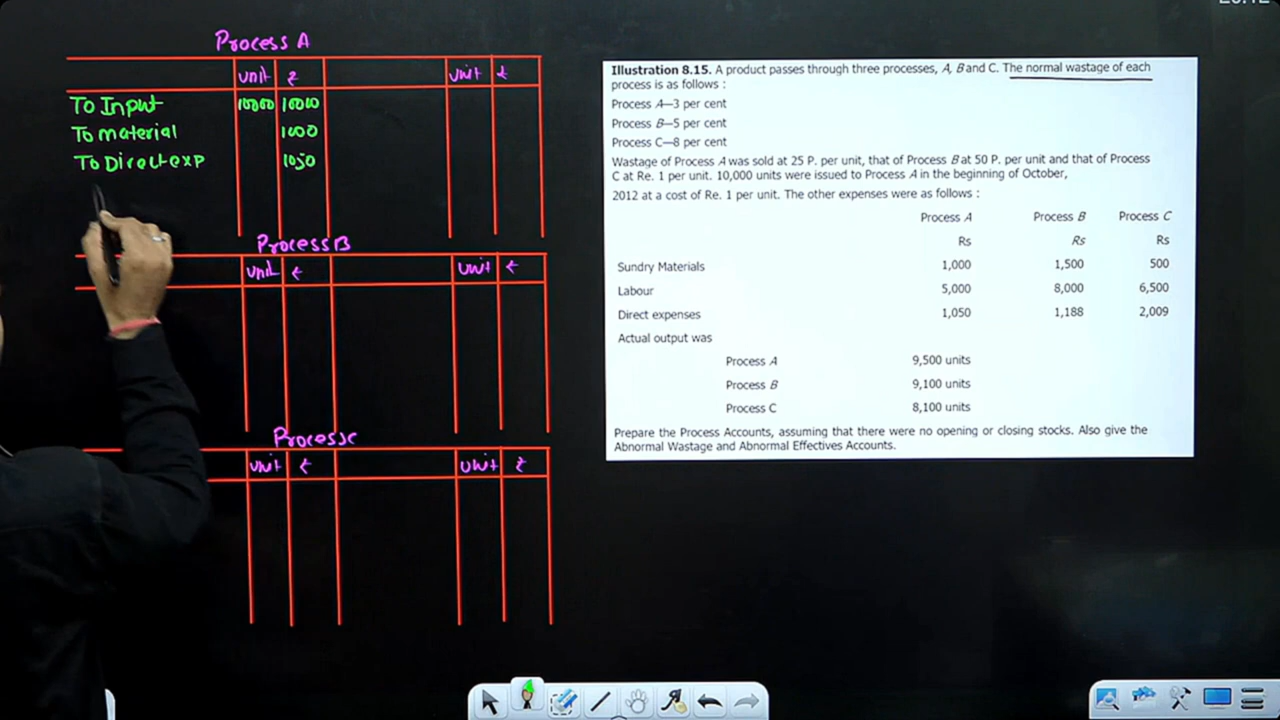 Process A
unit ₹ unit ₹
To Input 10000 10000
To material 1000
To Direct exp 1050
Process B
unit ₹ unit ₹
Process C
unit ₹ unit ₹
Illustration 8.15. A product passes through three processes, A, B and C. The normal wastage of each
process is as follows :
Process A—3 per cent
Process B—5 per cent
Process C—8 per cent
Wastage of Process A was sold at 25 P. per unit, that of Process B at 50 P. per unit and that of Process
C at Re. 1 per unit. 10,000 units were issued to Process A in the beginning of October,
2012 at a cost of Re. 1 per unit. The other expenses were as follows :
Process A Process B Process C
Rs Rs Rs
Sundry Materials 1,000 1,500 500
Labour 5,000 8,000 6,500
Direct expenses 1,050 1,188 2,009
Actual output was
Process A 9,500 units
Process B 9,100 units
Process C 8,100 units
Prepare the Process Accounts, assuming that there were no opening or closing stocks. Also give the
Abnormal Wastage and Abnormal Effectives Accounts.